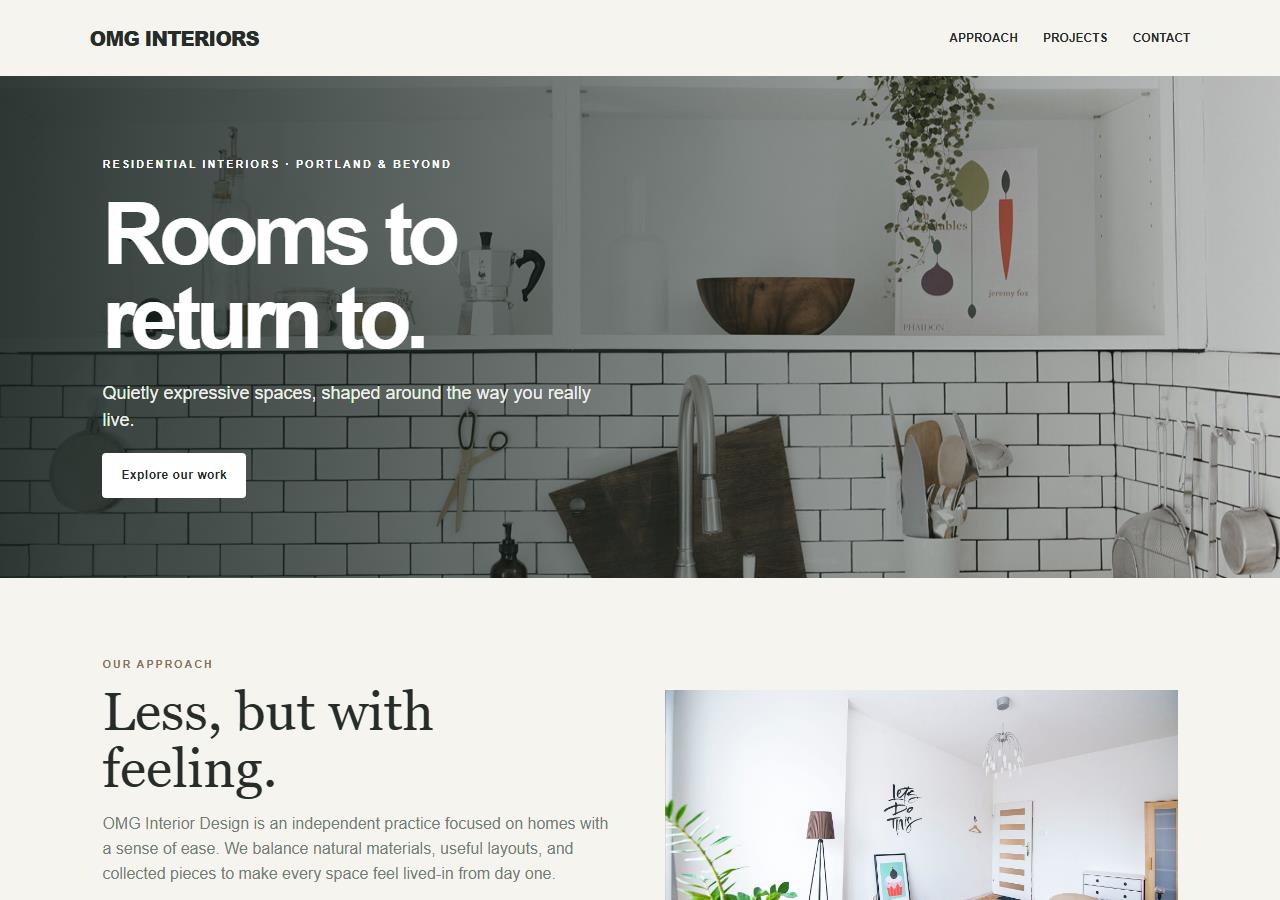 OMG INTERIORS
APPROACH PROJECTS CONTACT
RESIDENTIAL INTERIORS · PORTLAND & BEYOND
Rooms to
return to.
jeremy fox
PHAIDON
Quietly expressive spaces, shaped around the way you really
live.
Explore our work
OUR APPROACH
Less, but with
feeling.
OMG Interior Design is an independent practice focused on homes with
a sense of ease. We balance natural materials, useful layouts, and
collected pieces to make every space feel lived-in from day one.
Let's
Do
This